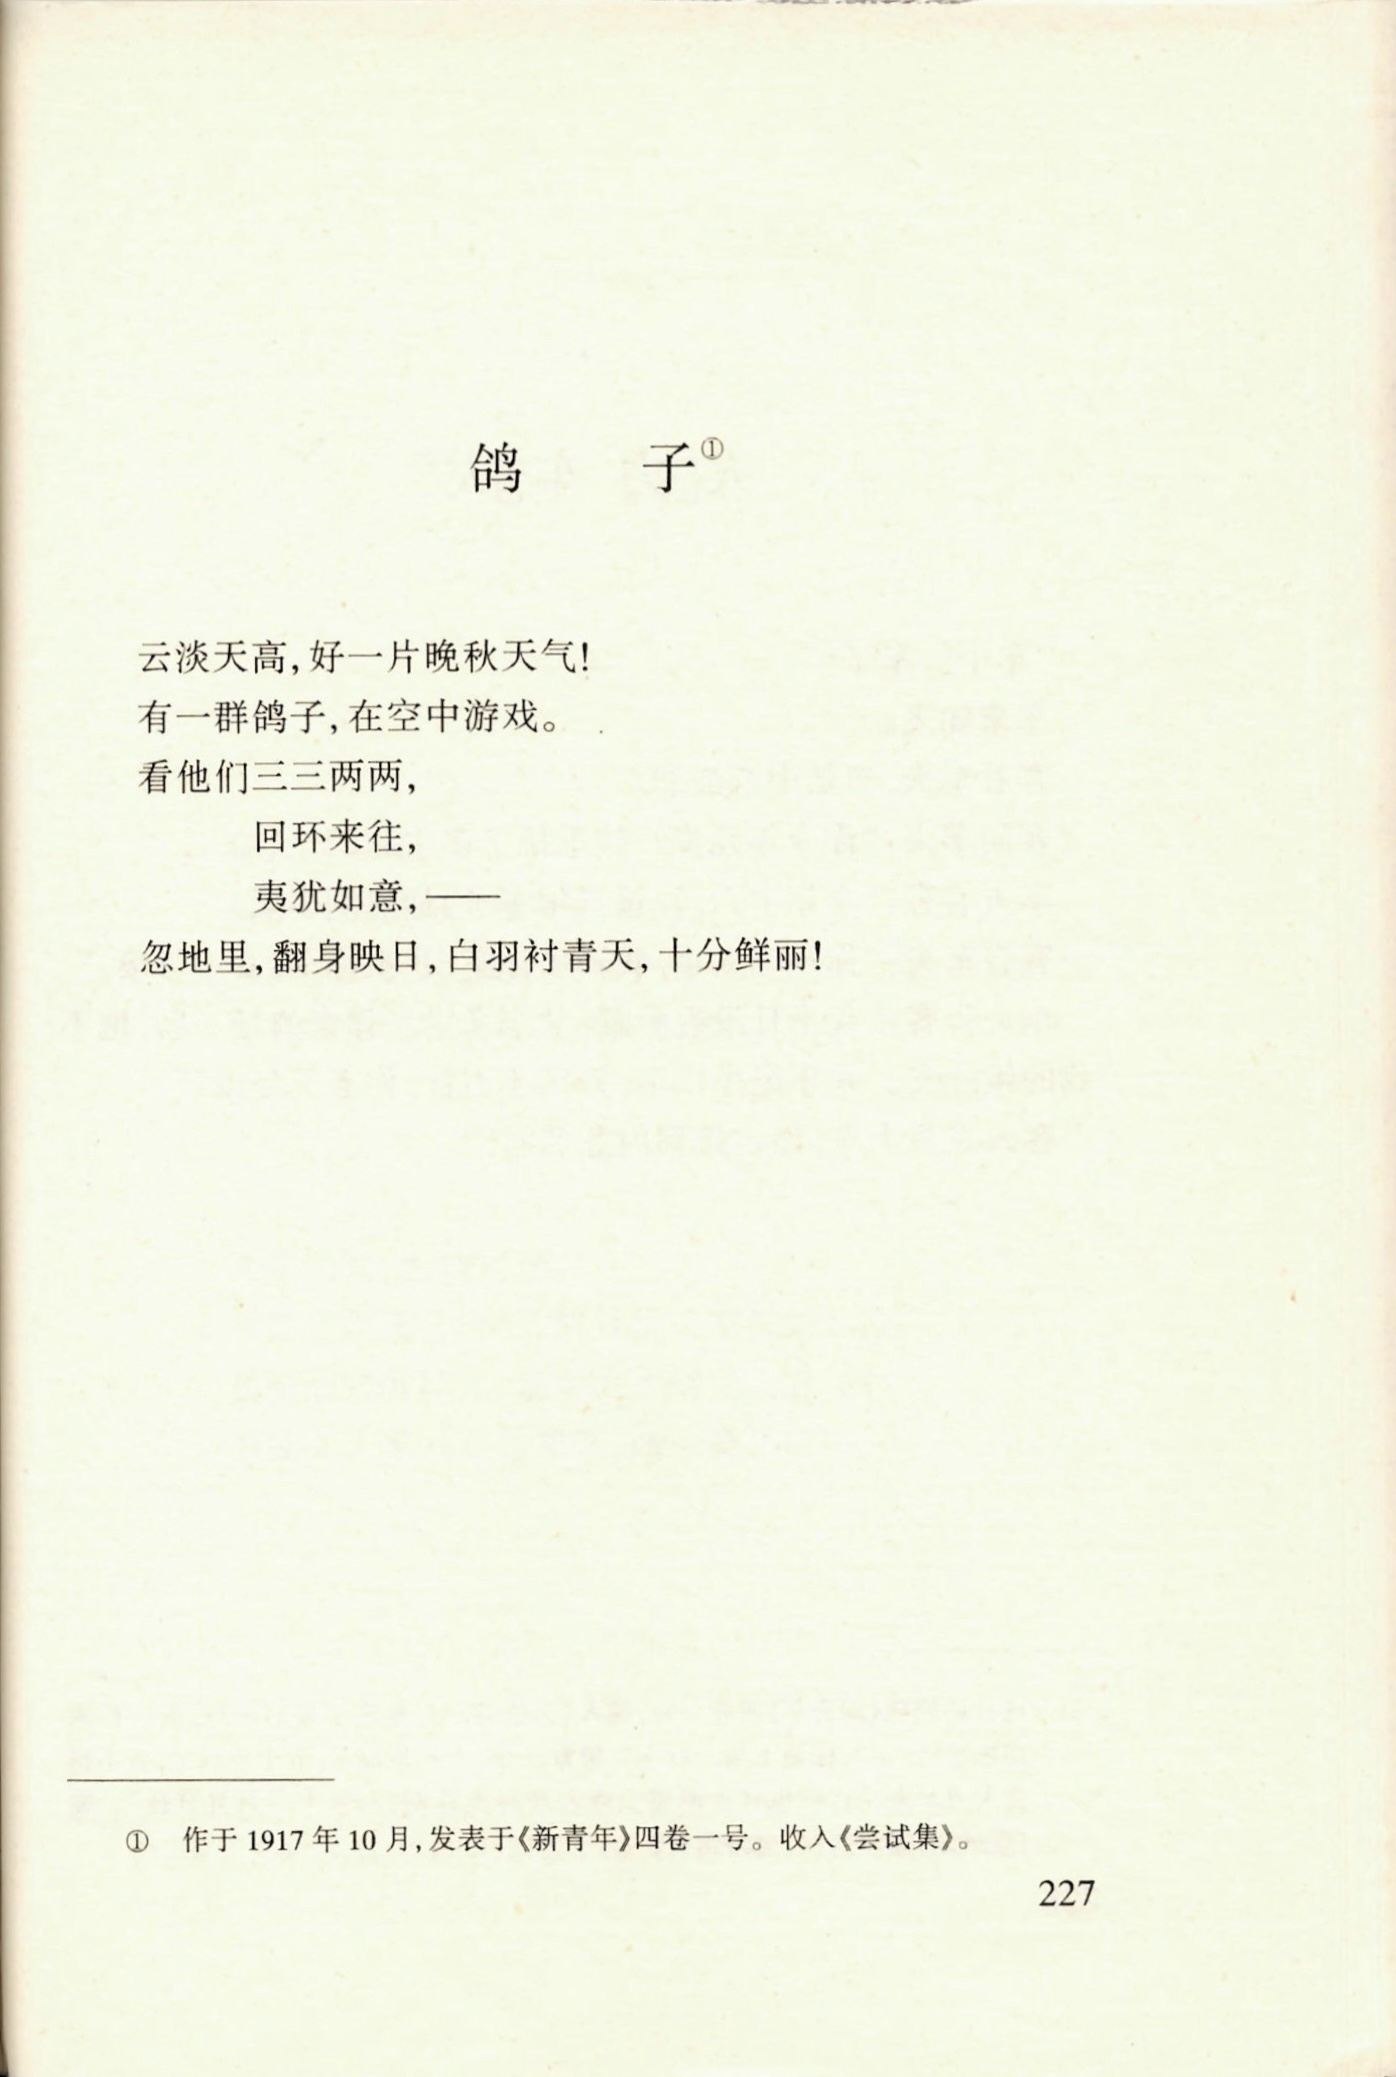 鸽 子①
云淡天高,好一片晚秋天气!
有一群鸽子,在空中游戏。
看他们三三两两,
回环来往,
夷犹如意,——
忽地里,翻身映日,白羽衬青天,十分鲜丽!
① 作于 1917 年 10 月,发表于《新青年》四卷一号。收入《尝试集》。
227